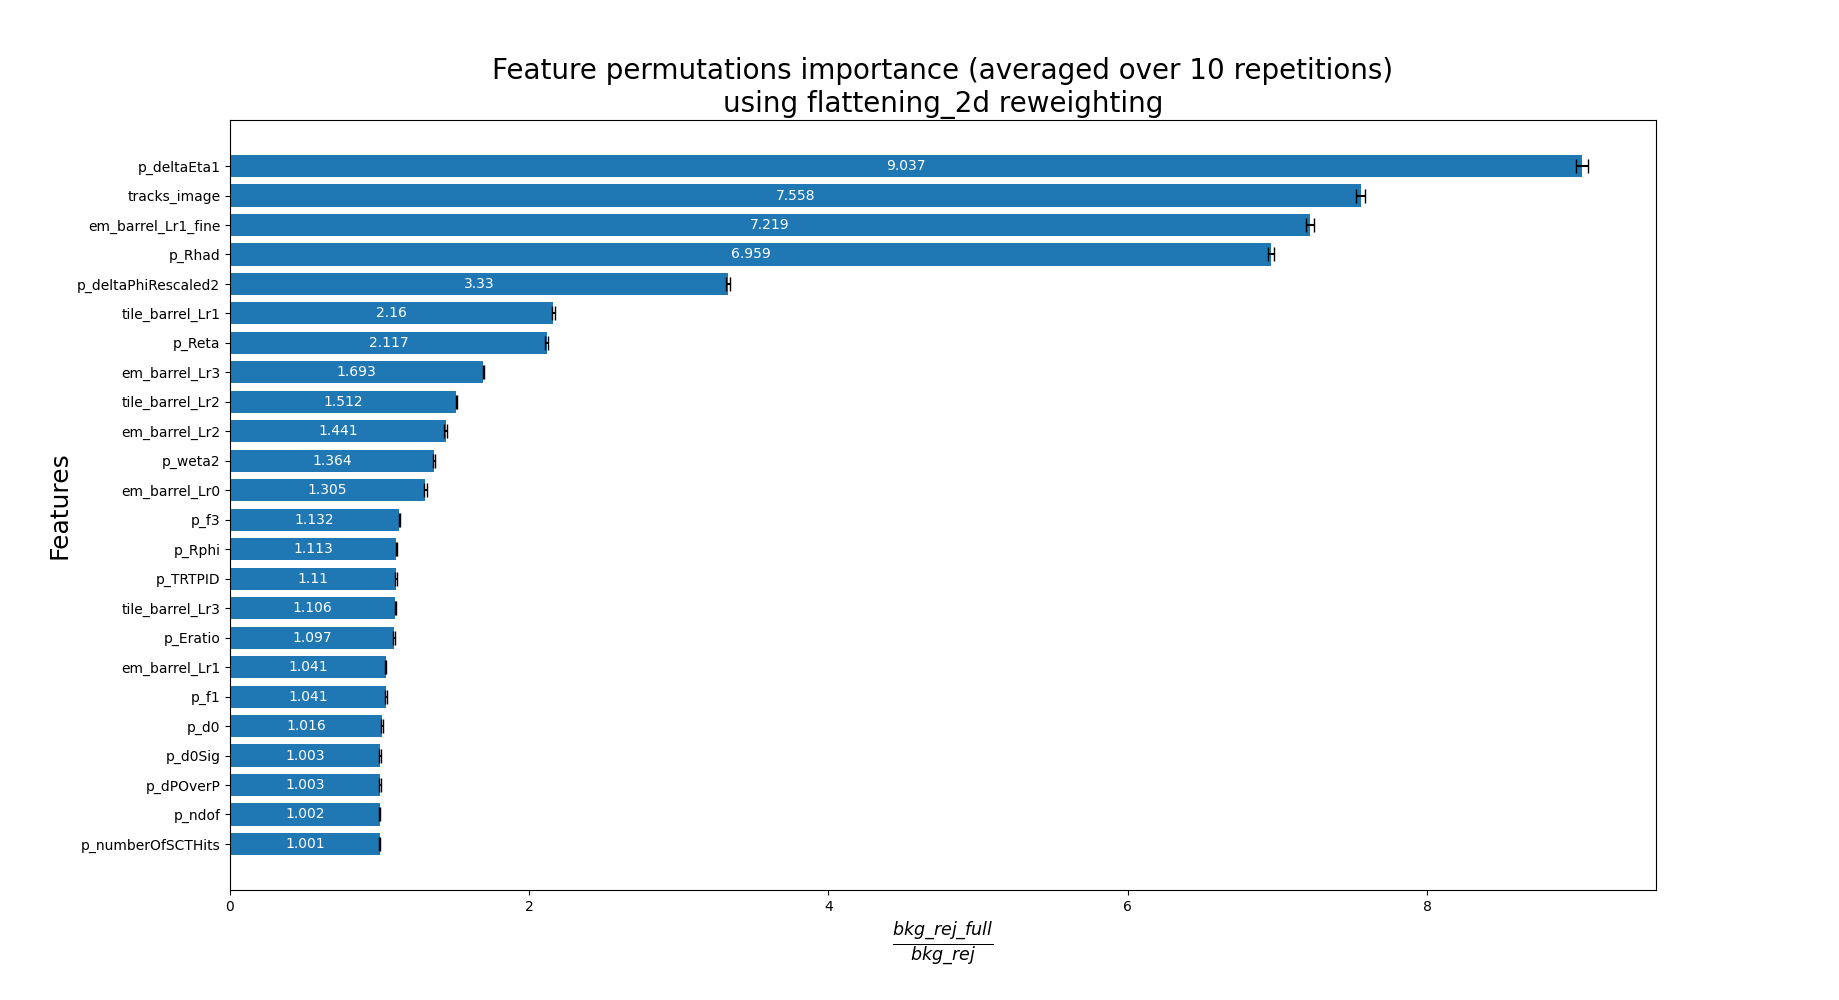 Feature permutations importance (averaged over 10 repetitions)
using flattening_2d reweighting
Features
p_deltaEta1 9.037
tracks_image 7.558
em_barrel_Lr1_fine 7.219
p_Rhad 6.959
p_deltaPhiRescaled2 3.33
tile_barrel_Lr1 2.16
p_Reta 2.117
em_barrel_Lr3 1.693
tile_barrel_Lr2 1.512
em_barrel_Lr2 1.441
p_weta2 1.364
em_barrel_Lr0 1.305
p_f3 1.132
p_Rphi 1.113
p_TRTPID 1.11
tile_barrel_Lr3 1.106
p_Eratio 1.097
em_barrel_Lr1 1.041
p_f1 1.041
p_d0 1.016
p_d0Sig 1.003
p_dPOverP 1.003
p_ndof 1.002
p_numberOfSCTHits 1.001
0 2 4 6 8
bkg_rej_full
bkg_rej